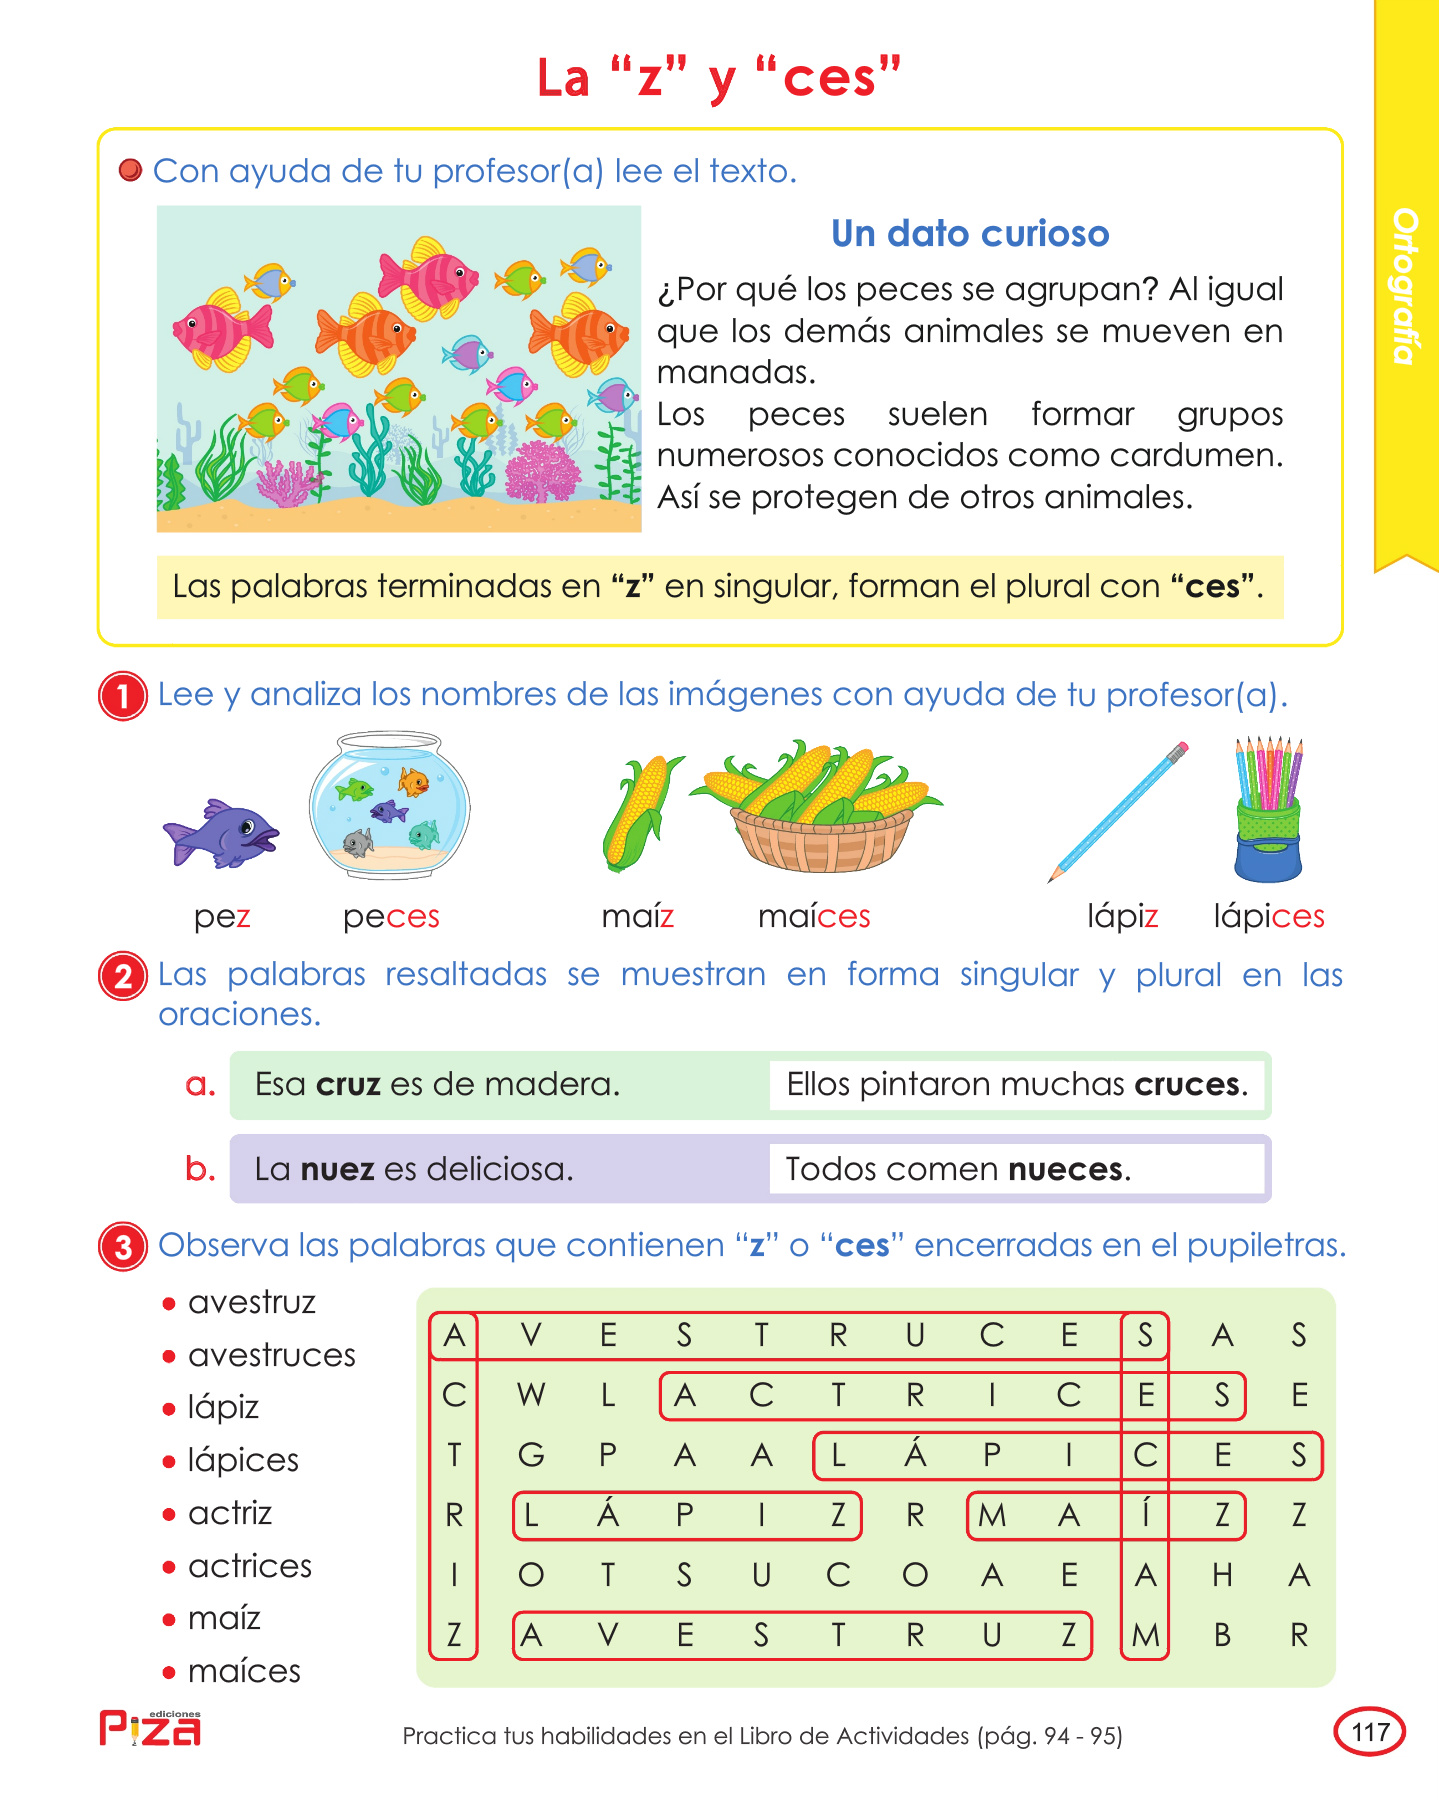 La “z” y “ces”
Ortografía
Con ayuda de tu profesor(a) lee el texto.
Un dato curioso
¿Por qué los peces se agrupan? Al igual
que los demás animales se mueven en
manadas.
Los peces suelen formar grupos
numerosos conocidos como cardumen.
Así se protegen de otros animales.
Las palabras terminadas en “z” en singular, forman el plural con “ces”.
1 Lee y analiza los nombres de las imágenes con ayuda de tu profesor(a).
pez peces maíz maíces lápiz lápices
2 Las palabras resaltadas se muestran en forma singular y plural en las
oraciones.
a. Esa cruz es de madera. Ellos pintaron muchas cruces.
b. La nuez es deliciosa. Todos comen nueces.
3 Observa las palabras que contienen “z” o “ces” encerradas en el pupiletras.
avestruz
avestruces
lápiz
lápices
actriz
actrices
maíz
maíces
A V E S T R U C E S A S
C W L A C T R I C E S E
T G P A A L Á P I C E S
R L Á P I Z R M A Í Z Z
I O T S U C O A E A H A
Z A V E S T R U Z M B R
ediciones
Piza
Practica tus habilidades en el Libro de Actividades (pág. 94 - 95)
117